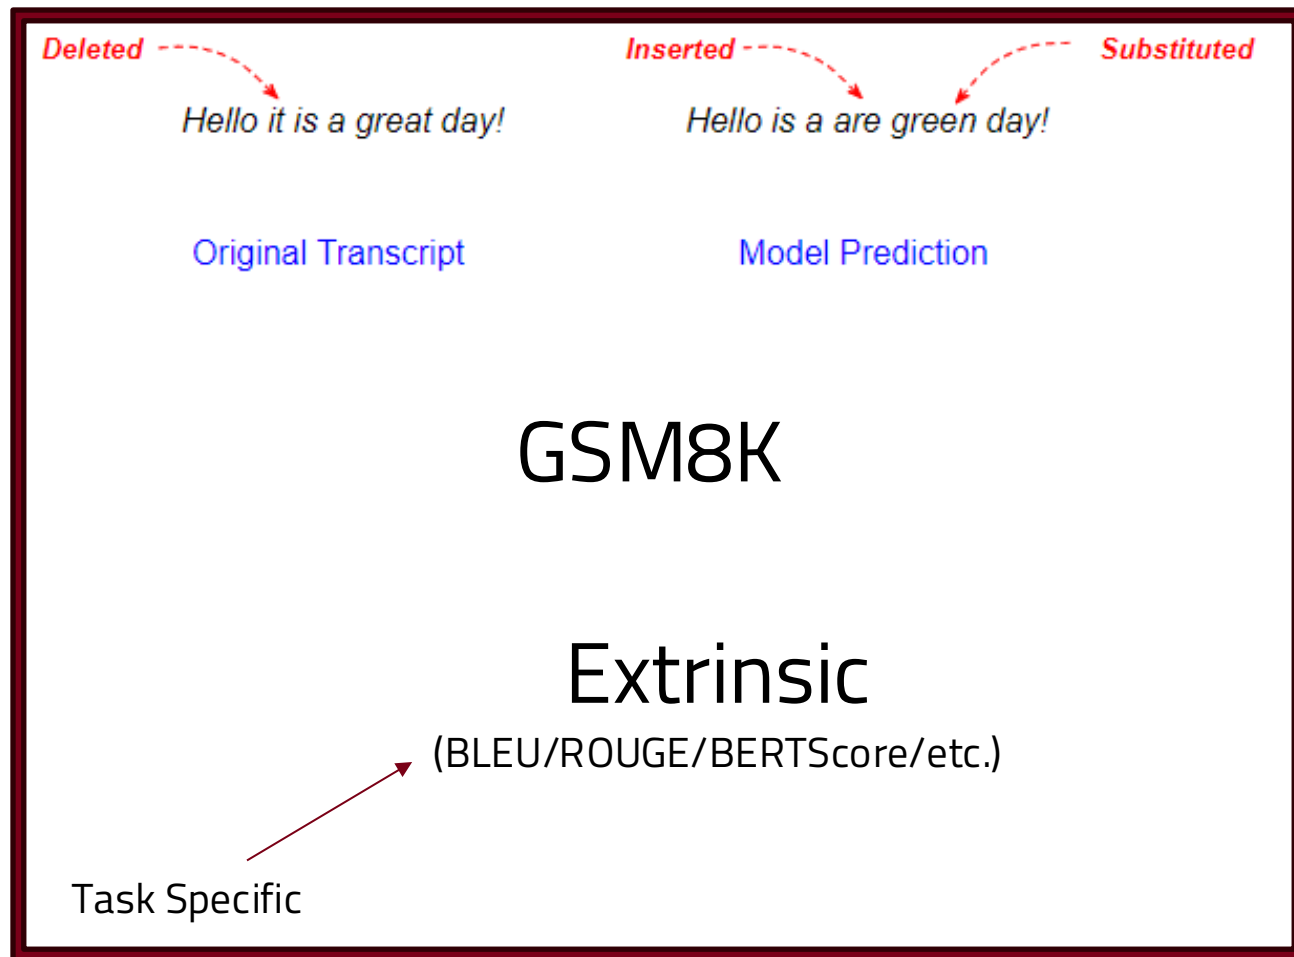 Deleted Inserted Substituted
Hello it is a great day! Hello is a are green day!
Original Transcript Model Prediction
GSM8K
Extrinsic
(BLEU/ROUGE/BERTScore/etc.)
Task Specific